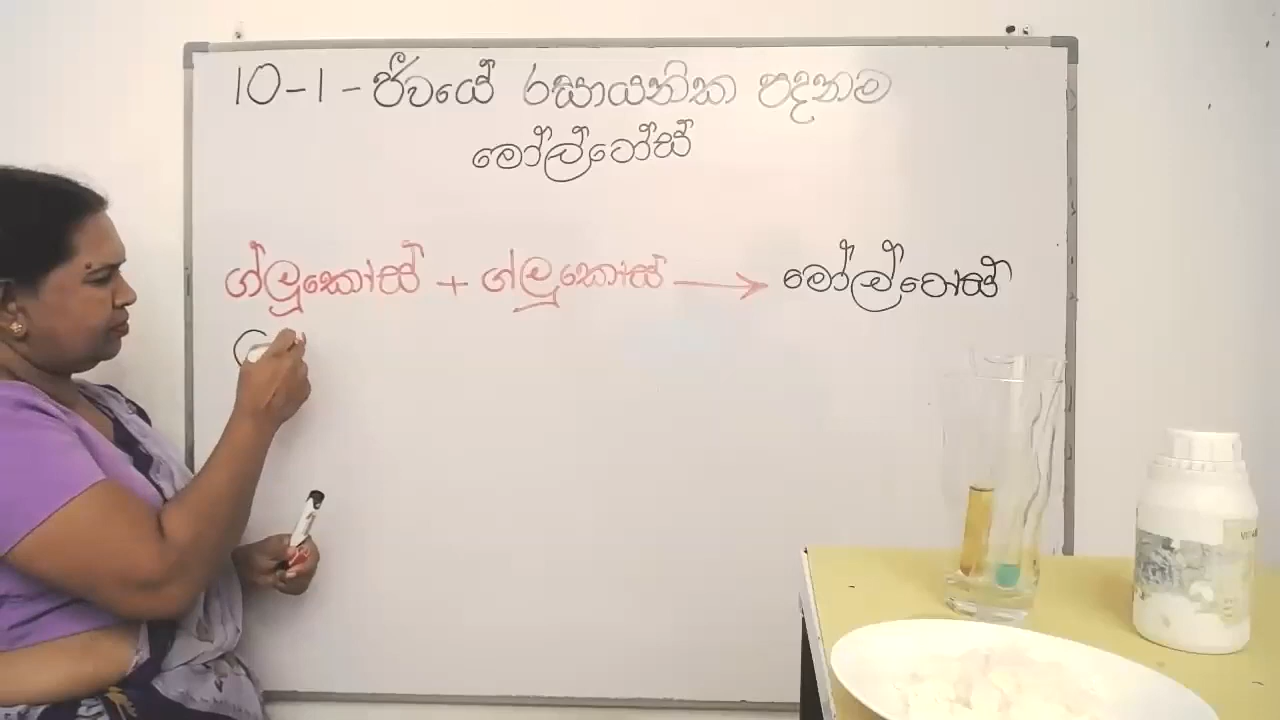 10-1 - ජීවයේ රසායනික පදනම
මෝල්ටෝස්
ග්ලූකෝස් + ග්ලූකෝස් → මෝල්ටෝස්